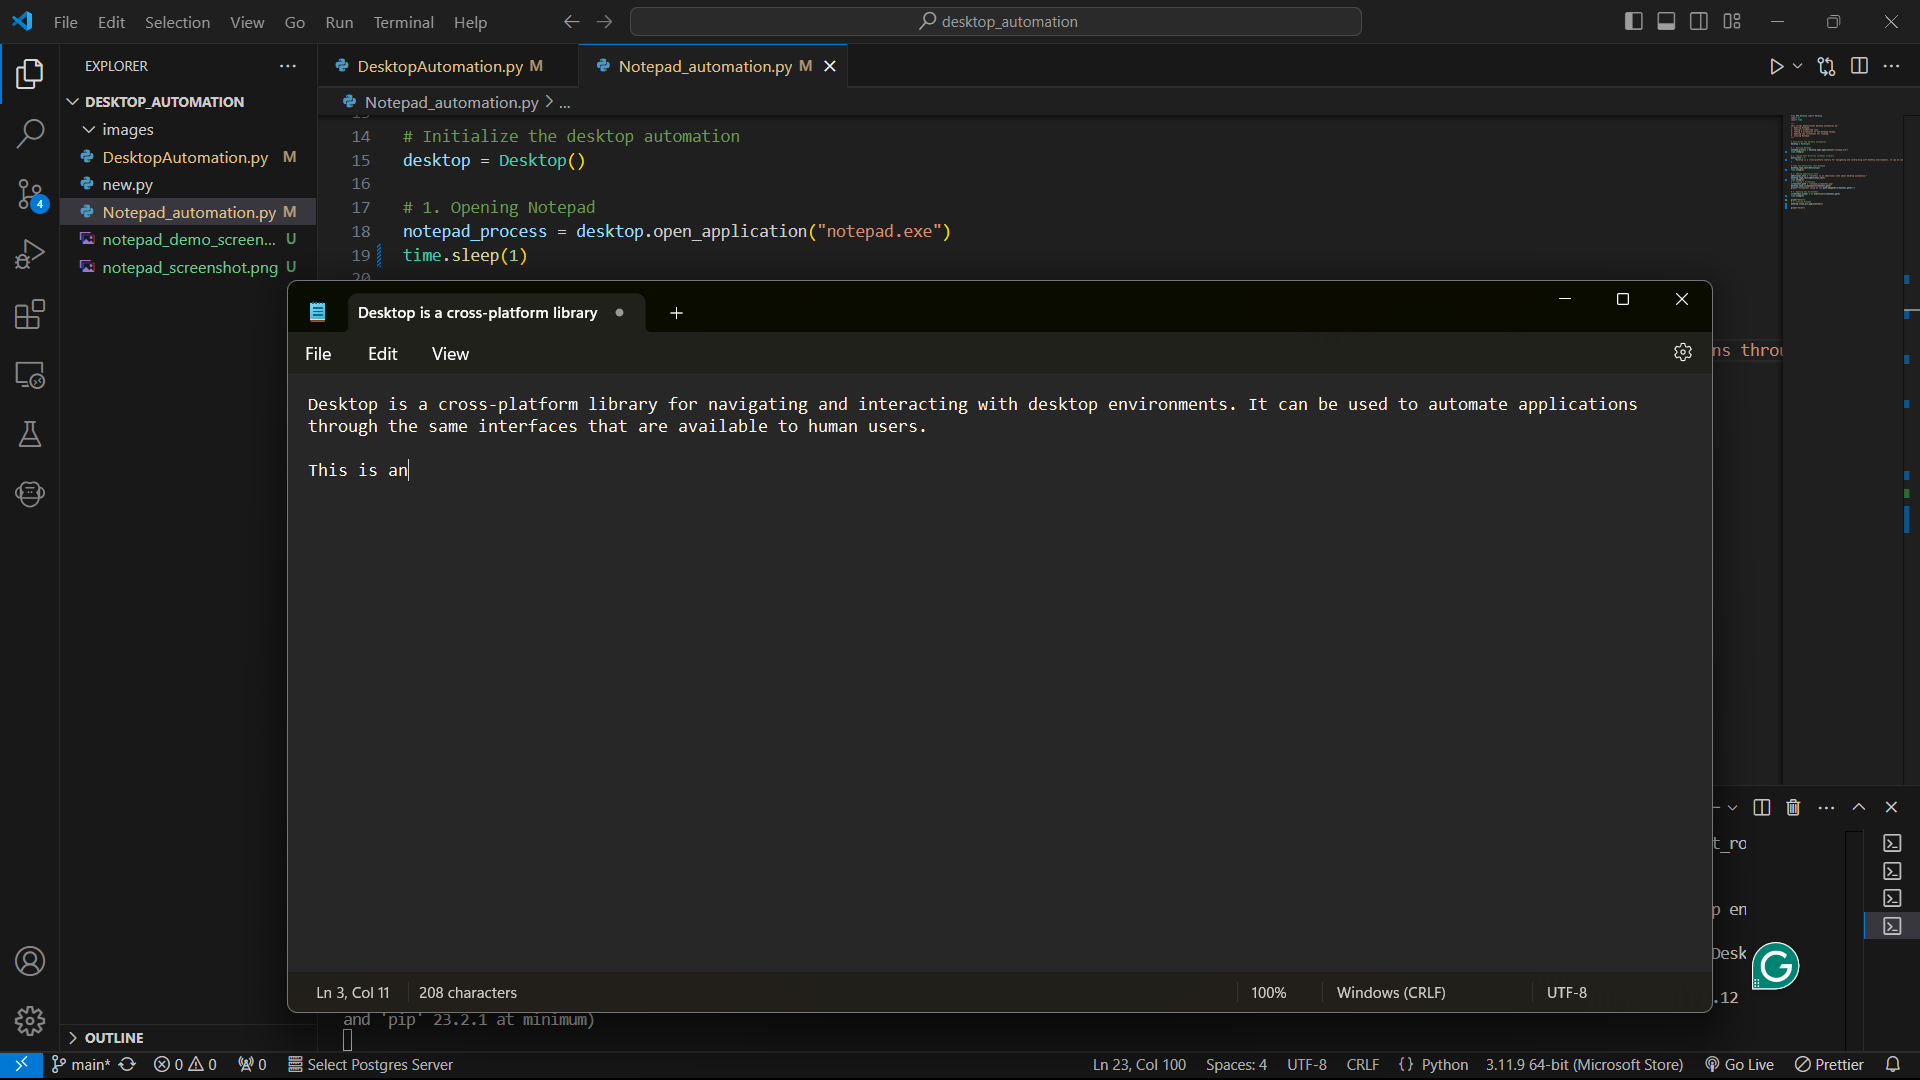 File Edit Selection View Go Run Terminal Help
desktop_automation
EXPLORER
DESKTOP_AUTOMATION
images
DesktopAutomation.py M
new.py
Notepad_automation.py M
notepad_demo_screen... U
notepad_screenshot.png U
OUTLINE
DesktopAutomation.py M
Notepad_automation.py M
Notepad_automation.py > ...
14 # Initialize the desktop automation
15 desktop = Desktop()
16
17 # 1. Opening Notepad
18 notepad_process = desktop.open_application("notepad.exe")
19 time.sleep(1)
20
ns throu
Desktop is a cross-platform library
File Edit View
Desktop is a cross-platform library for navigating and interacting with desktop environments. It can be used to automate applications
through the same interfaces that are available to human users.
This is an
Ln 3, Col 11 208 characters 100% Windows (CRLF) UTF-8
t_ro
p en
Desk
.12
and 'pip' 23.2.1 at minimum)
4
G
main* 0 0 0 Select Postgres Server Ln 23, Col 100 Spaces: 4 UTF-8 CRLF {} Python 3.11.9 64-bit (Microsoft Store) Go Live Prettier